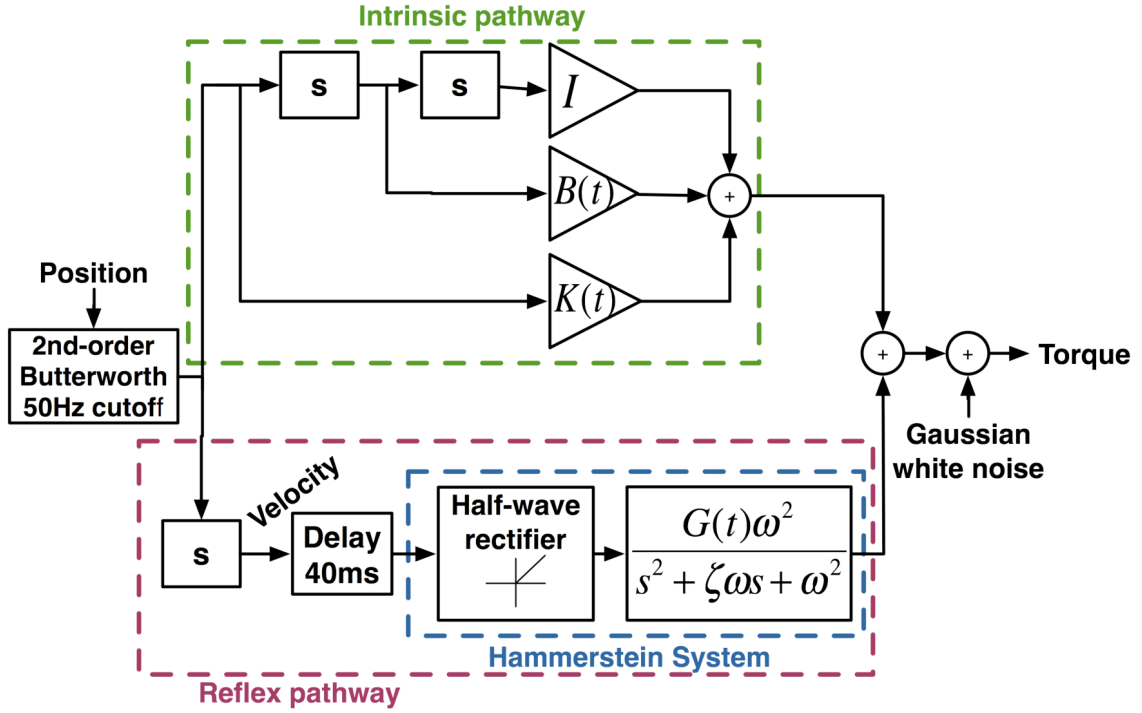 Intrinsic pathway
s
s
I
B(t)
+
K(t)
Position
2nd-order
Butterworth
50Hz cutoff
+
+
Torque
Gaussian
white noise
Velocity
s
Delay
40ms
Half-wave
rectifier
G(t)ω²
s² + ζωs + ω²
Hammerstein System
Reflex pathway